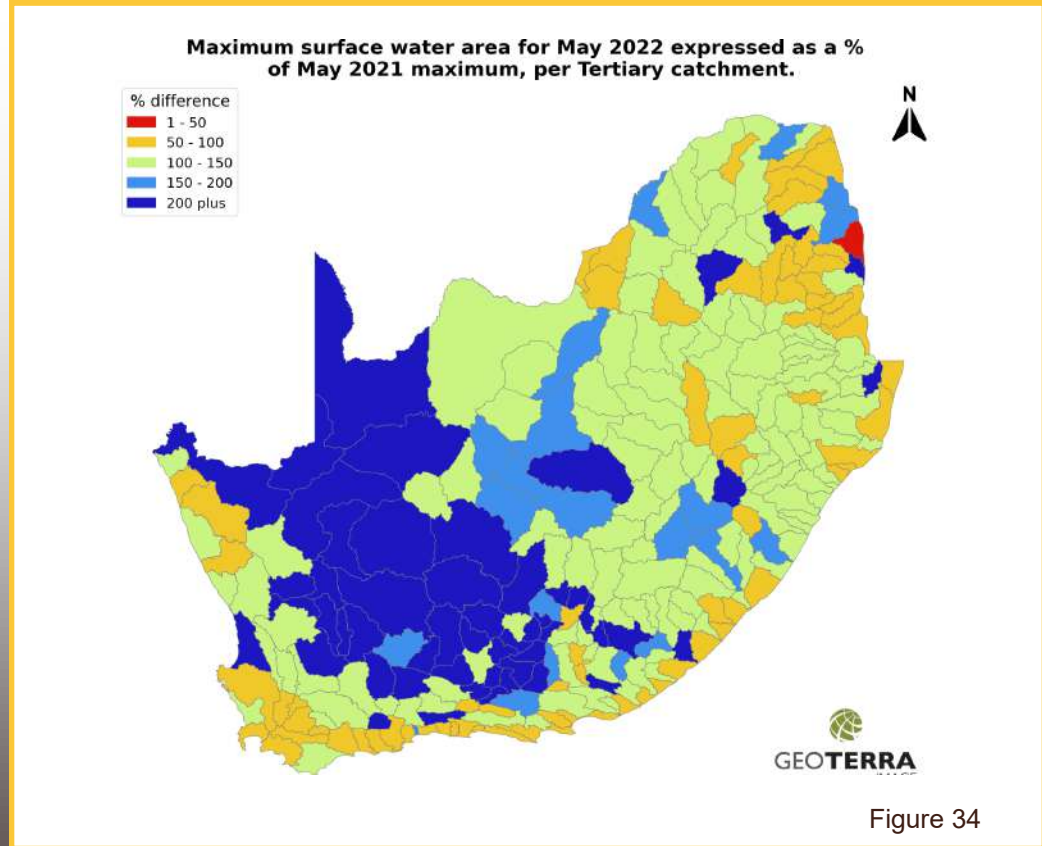 Maximum surface water area for May 2022 expressed as a %
of May 2021 maximum, per Tertiary catchment.
% difference
1 - 50
50 - 100
100 - 150
150 - 200
200 plus
N
GEOTERRA
Figure 34